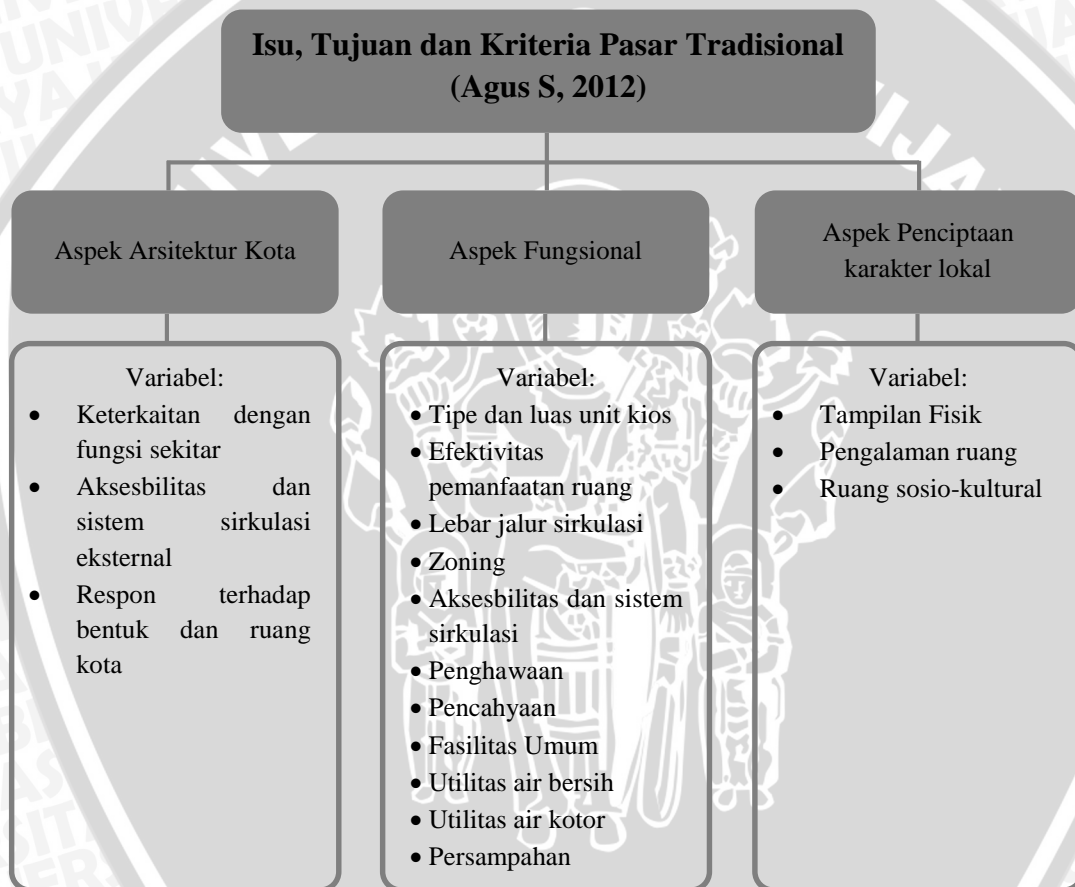 Isu, Tujuan dan Kriteria Pasar Tradisional
(Agus S, 2012)
Aspek Arsitektur Kota
Variabel:
• Keterkaitan dengan
fungsi sekitar
• Aksesbilitas dan
sistem sirkulasi
eksternal
• Respon terhadap
bentuk dan ruang
kota
Aspek Fungsional
Variabel:
• Tipe dan luas unit kios
• Efektivitas
pemanfaatan ruang
• Lebar jalur sirkulasi
• Zoning
• Aksesbilitas dan sistem
sirkulasi
• Penghawaan
• Pencahyaan
• Fasilitas Umum
• Utilitas air bersih
• Utilitas air kotor
• Persampahan
Aspek Penciptaan
karakter lokal
Variabel:
• Tampilan Fisik
• Pengalaman ruang
• Ruang sosio-kultural